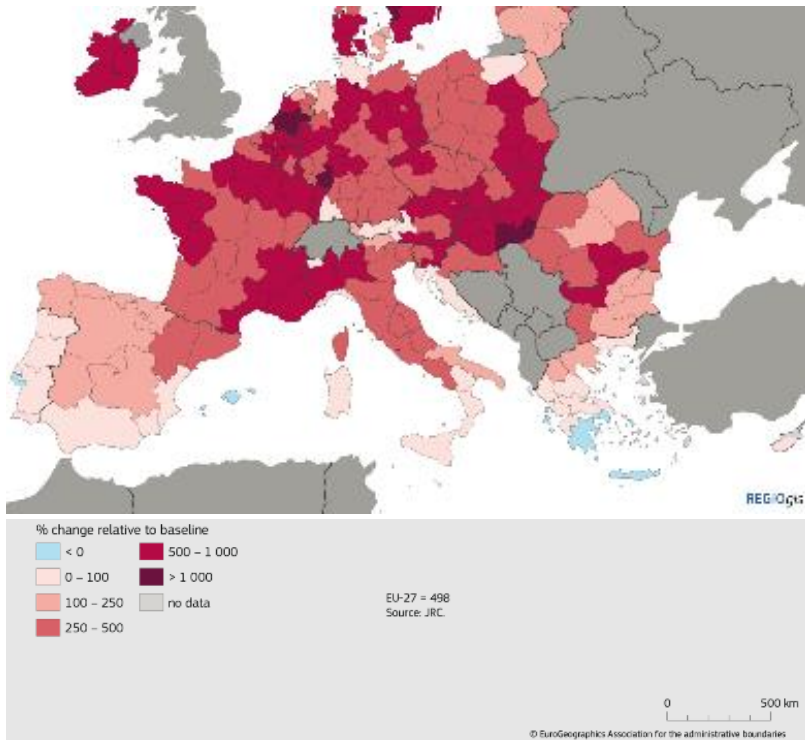 REGIOgis
% change relative to baseline
< 0
0 – 100
100 – 250
250 – 500
500 – 1 000
> 1 000
no data
EU-27 = 498
Source: JRC.
0 500 km
© EuroGeographics Association for the administrative boundaries